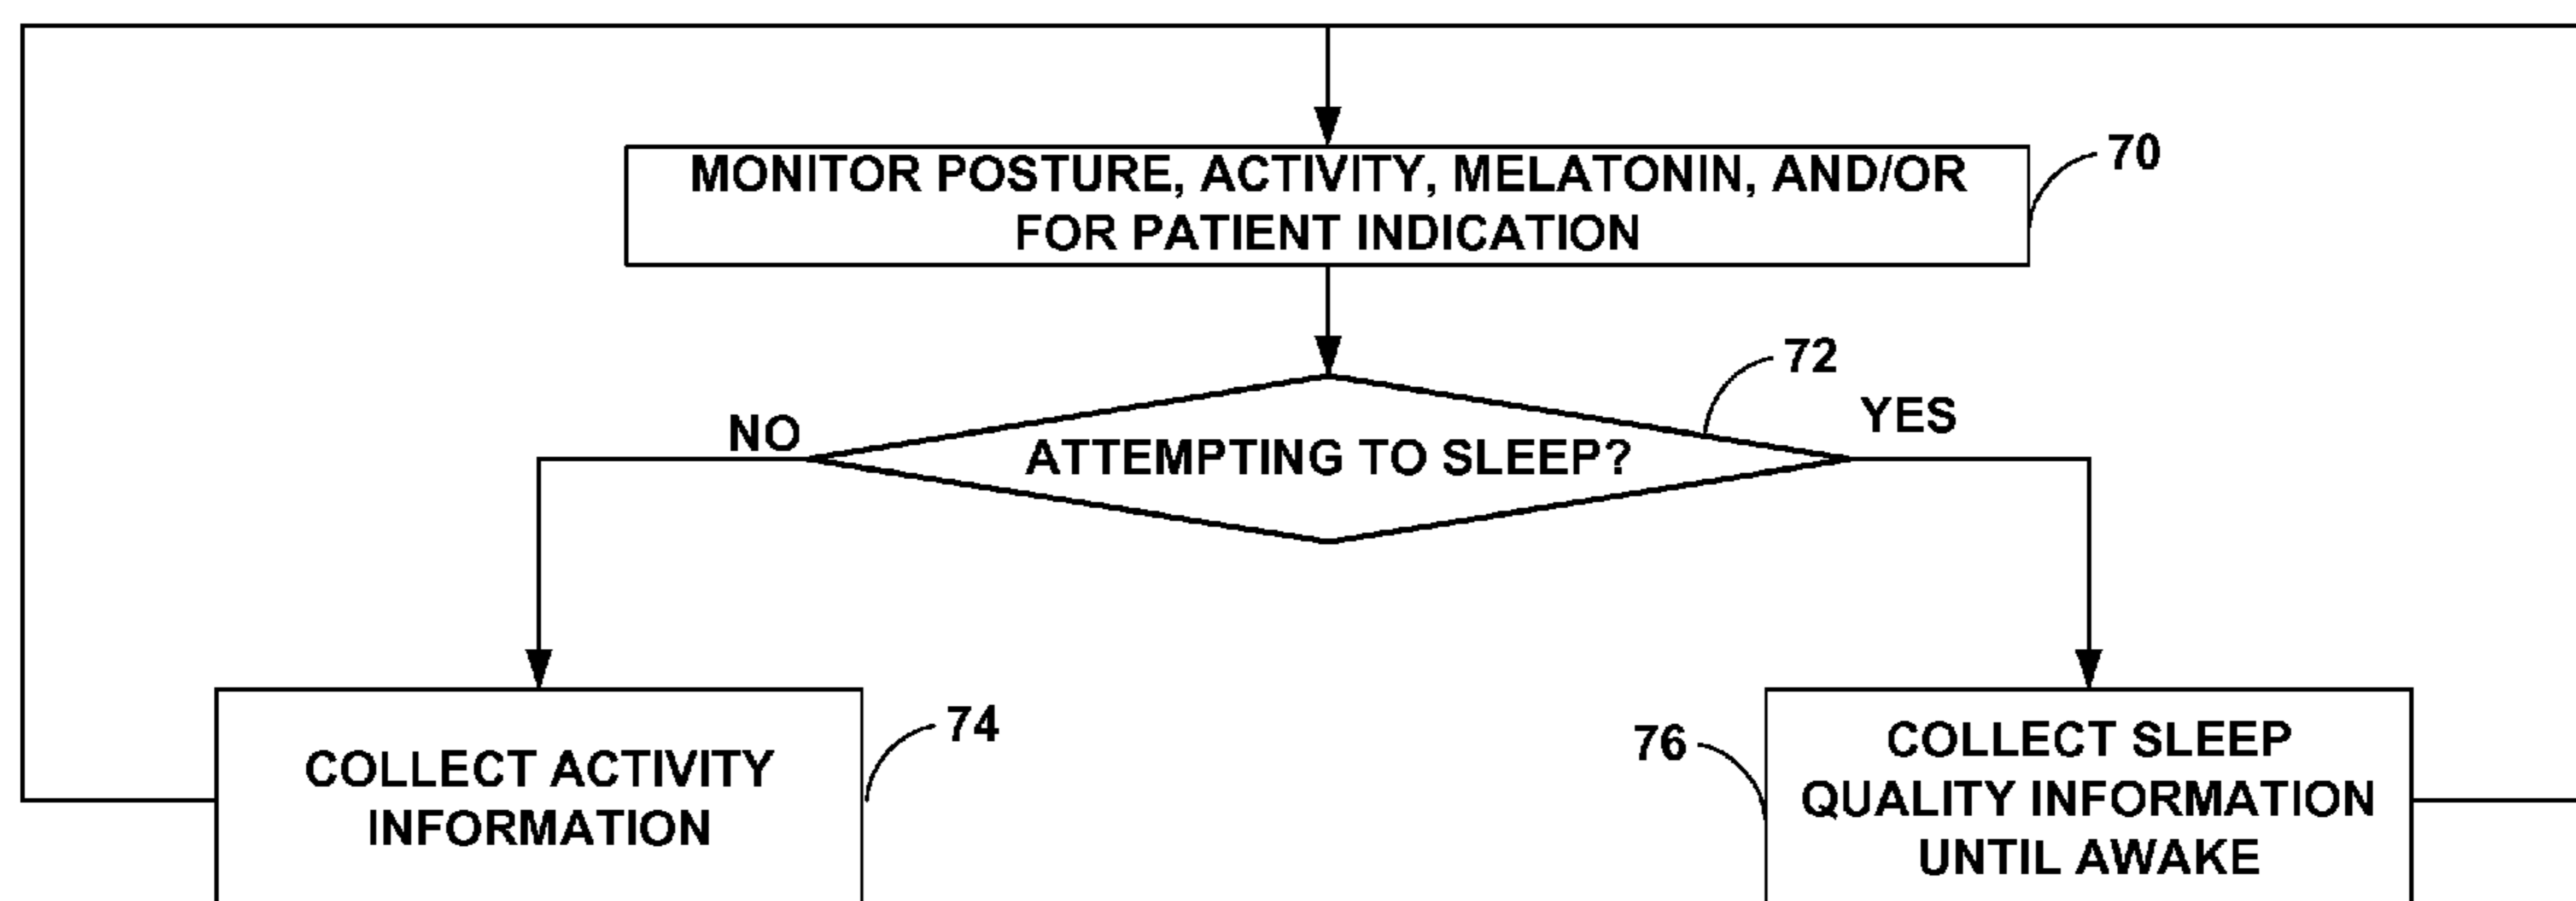 MONITOR POSTURE, ACTIVITY, MELATONIN, AND/OR
FOR PATIENT INDICATION
70
72
NO
YES
ATTEMPTING TO SLEEP?
COLLECT ACTIVITY
INFORMATION
74
76
COLLECT SLEEP
QUALITY INFORMATION
UNTIL AWAKE